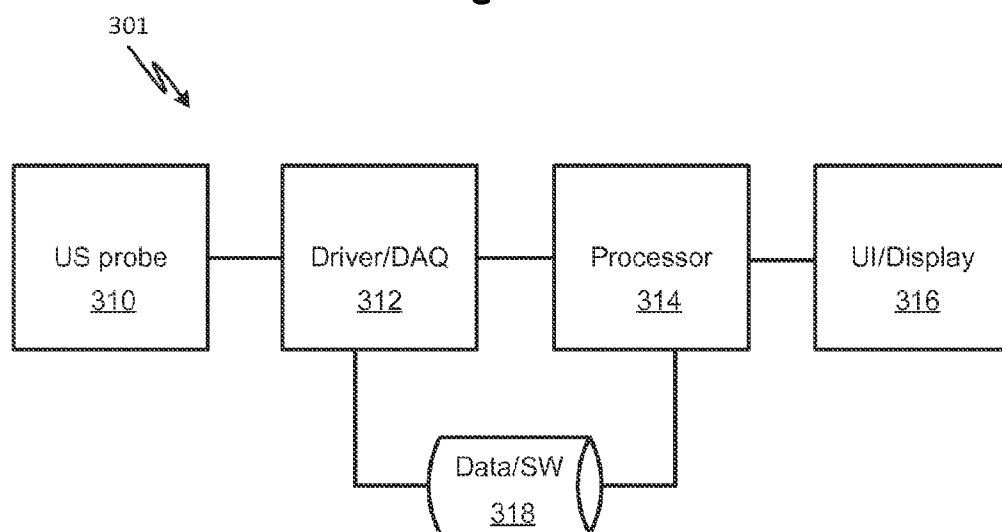 301
US probe
310
Driver/DAQ
312
Processor
314
UI/Display
316
Data/SW
318